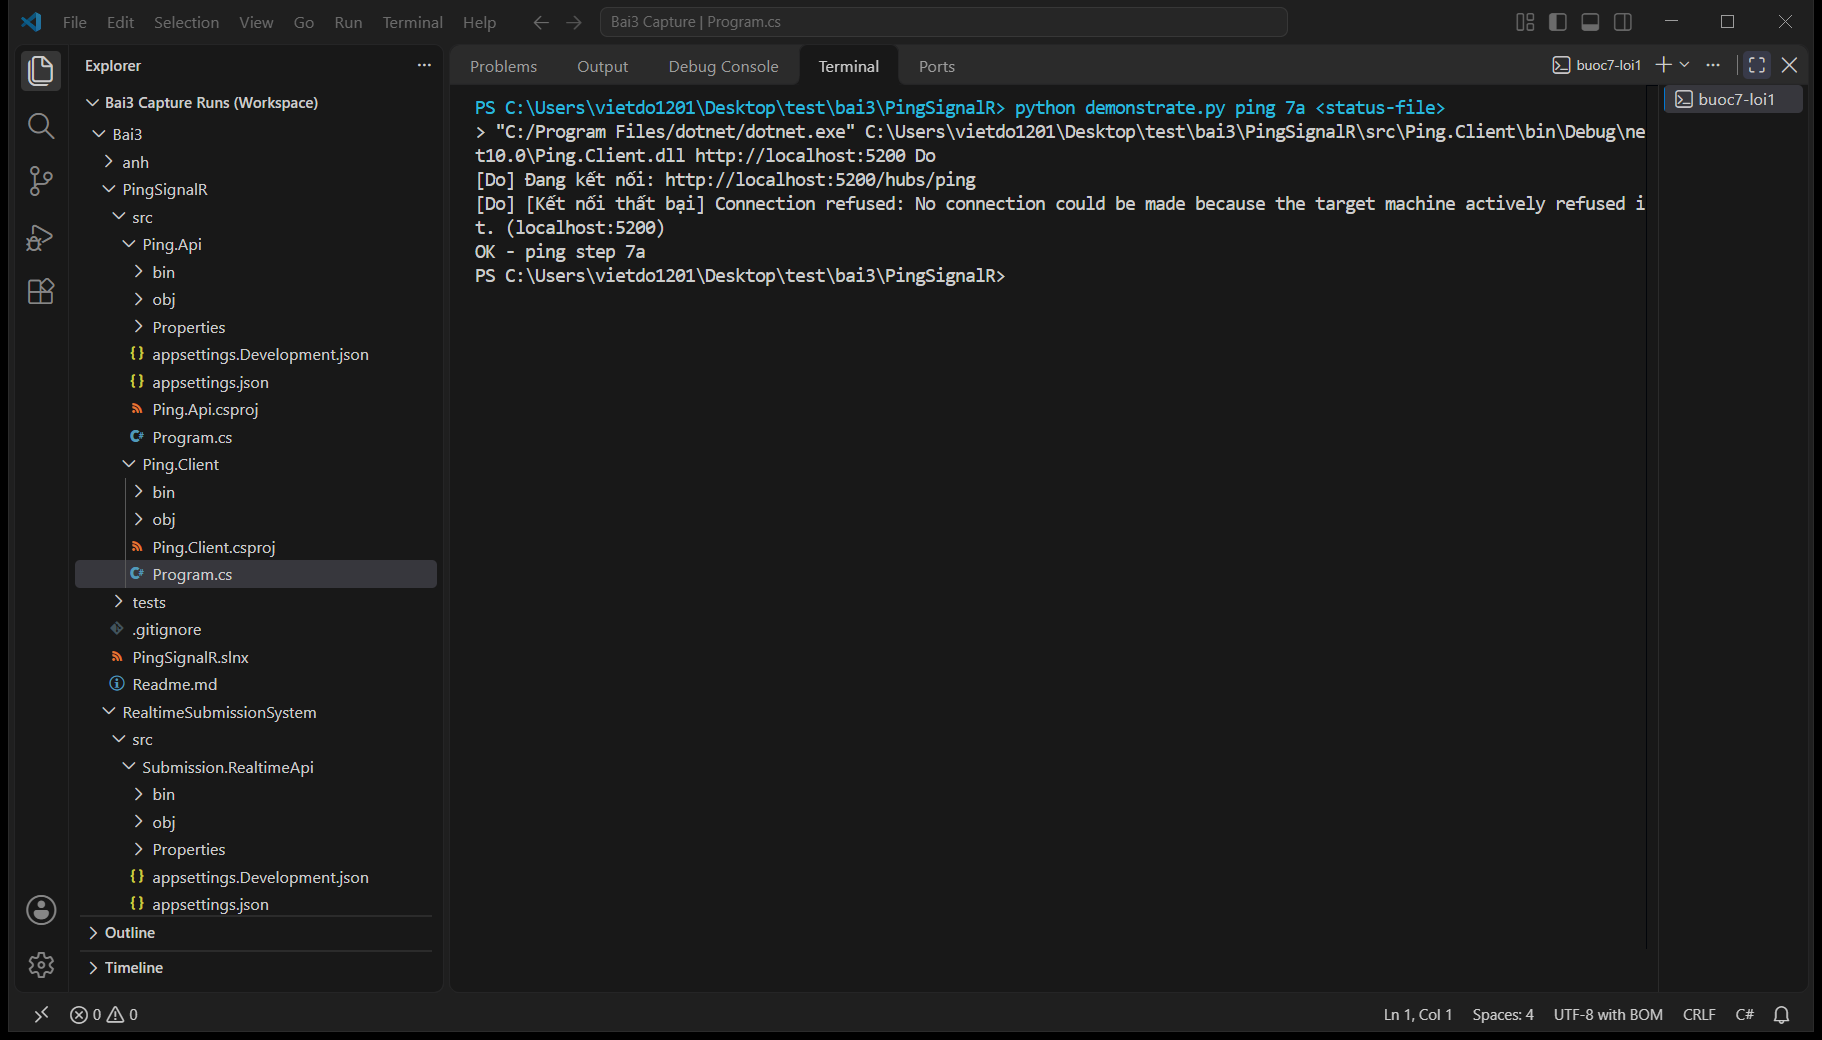 File Edit Selection View Go Run Terminal Help
Bai3 Capture | Program.cs
Explorer
Bai3 Capture Runs (Workspace)
Bai3
anh
PingSignalR
src
Ping.Api
bin
obj
Properties
appsettings.Development.json
appsettings.json
Ping.Api.csproj
Program.cs
Ping.Client
bin
obj
Ping.Client.csproj
Program.cs
tests
.gitignore
PingSignalR.slnx
Readme.md
RealtimeSubmissionSystem
src
Submission.RealtimeApi
bin
obj
Properties
appsettings.Development.json
appsettings.json
Outline
Timeline
Problems Output Debug Console Terminal Ports
buoc7-loi1
PS C:\Users\vietdo1201\Desktop\test\bai3\PingSignalR> python demonstrate.py ping 7a <status-file>
> "C:/Program Files/dotnet/dotnet.exe" C:\Users\vietdo1201\Desktop\test\bai3\PingSignalR\src\Ping.Client\bin\Debug\ne
t10.0\Ping.Client.dll http://localhost:5200 Do
[Do] Đang kết nối: http://localhost:5200/hubs/ping
[Do] [Kết nối thất bại] Connection refused: No connection could be made because the target machine actively refused i
t. (localhost:5200)
OK - ping step 7a
PS C:\Users\vietdo1201\Desktop\test\bai3\PingSignalR>
buoc7-loi1
0 0
Ln 1, Col 1 Spaces: 4 UTF-8 with BOM CRLF C#